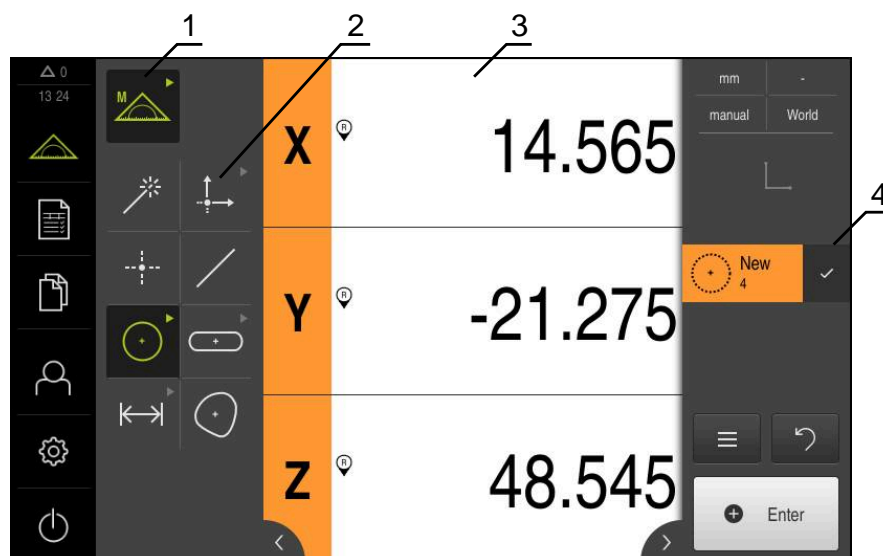 1 2 3
0
13 24
M
mm -
manual World
X R 14.565
4
New
4
Y R -21.275
Z R 48.545
Enter